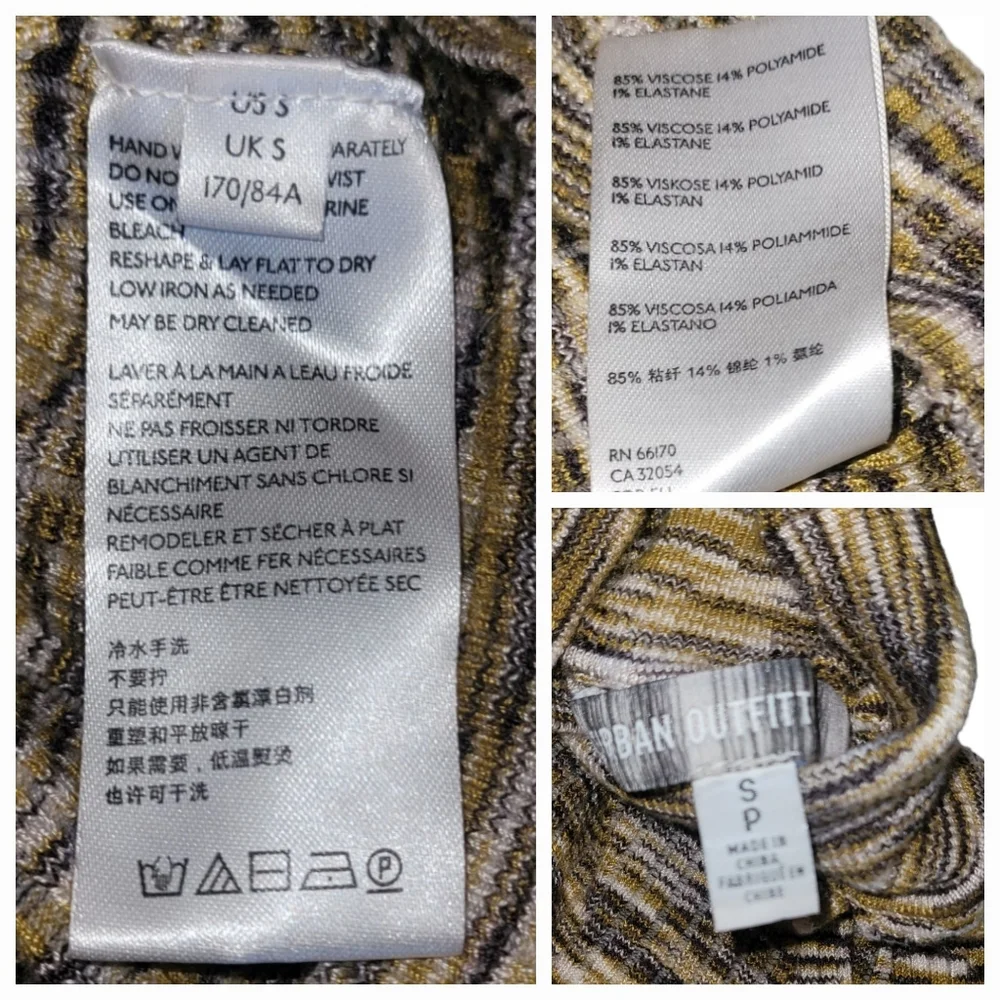 US S
UK S
170/84A
HAND ARATELY
DO NO
USE ON RINE
BLEACH
RESHAPE & LAY FLAT TO DRY
LOW IRON AS NEEDED
MAY BE DRY CLEANED
LAVER À LA MAIN A LEAU FROIDE
SÉPARÉMENT
NE PAS FROISSER NI TORDRE
UTILISER UN AGENT DE
BLANCHIMENT SANS CHLORE SI
NÉCESSAIRE
REMODELER ET SÉCHER À PLAT
FAIBLE COMME FER NÉCESSAIRES
PEUT-ÊTRE ÊTRE NETTOYÉE SEC
冷水手洗
不要拧
只能使用非含氯漂白剂
重塑和平放晾干
如果需要，低温熨烫
也许可干洗
P
85% VISCOSE 14% POLYAMIDE
1% ELASTANE
85% VISCOSE 14% POLYAMIDE
1% ELASTANE
85% VISKOSE 14% POLYAMID
1% ELASTAN
85% VISCOSA 14% POLIAMMIDE
1% ELASTAN
85% VISCOSA 14% POLIAMIDA
1% ELASTANO
85% 粘纤 14% 锦纶 1% 氨纶
RN 66170
CA 32054
RBAN OUTFITT
S
P
MADE IN
CHINA
FABRIQUÉ EN
CHINE